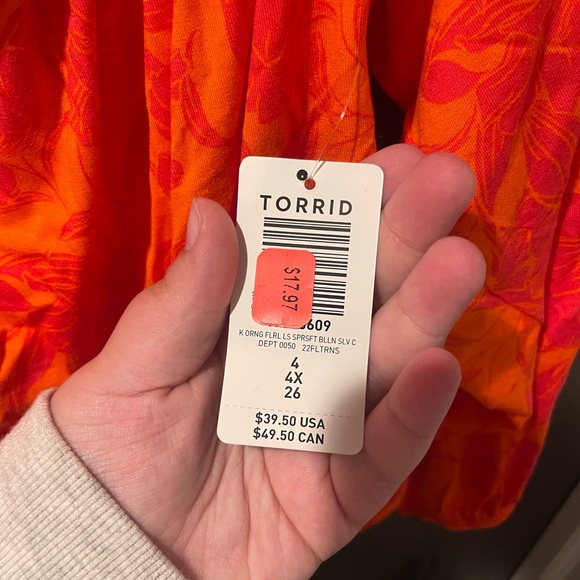 TORRID
$17.97
609
K ORNG FLRL LS SPRSFT BLLN SLV C
DEPT 0050 22FLTRNS
4
4X
26
$39.50 USA
$49.50 CAN